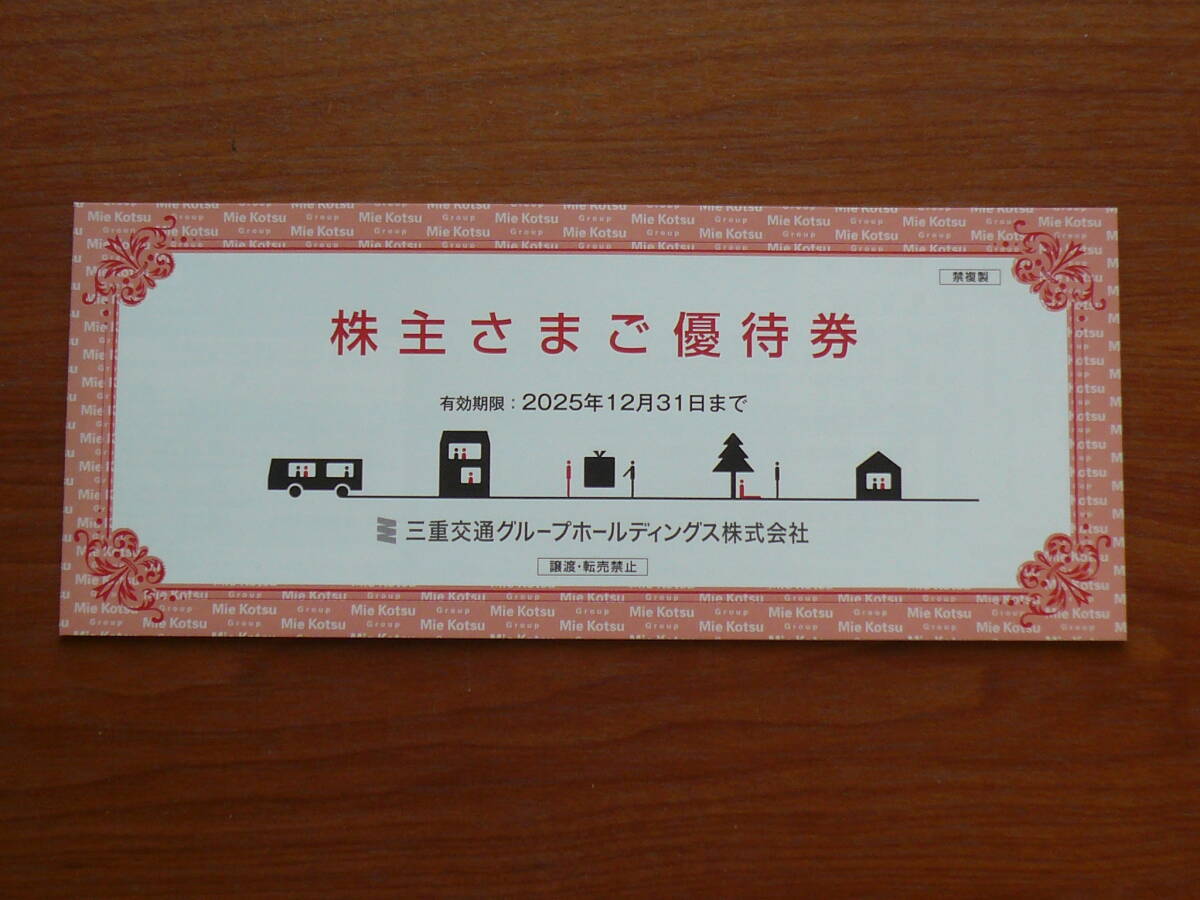 Mie Kotsu Group
禁複製
株主さまご優待券
有効期限：2025年12月31日まで
三重交通グループホールディングス株式会社
譲渡・転売禁止